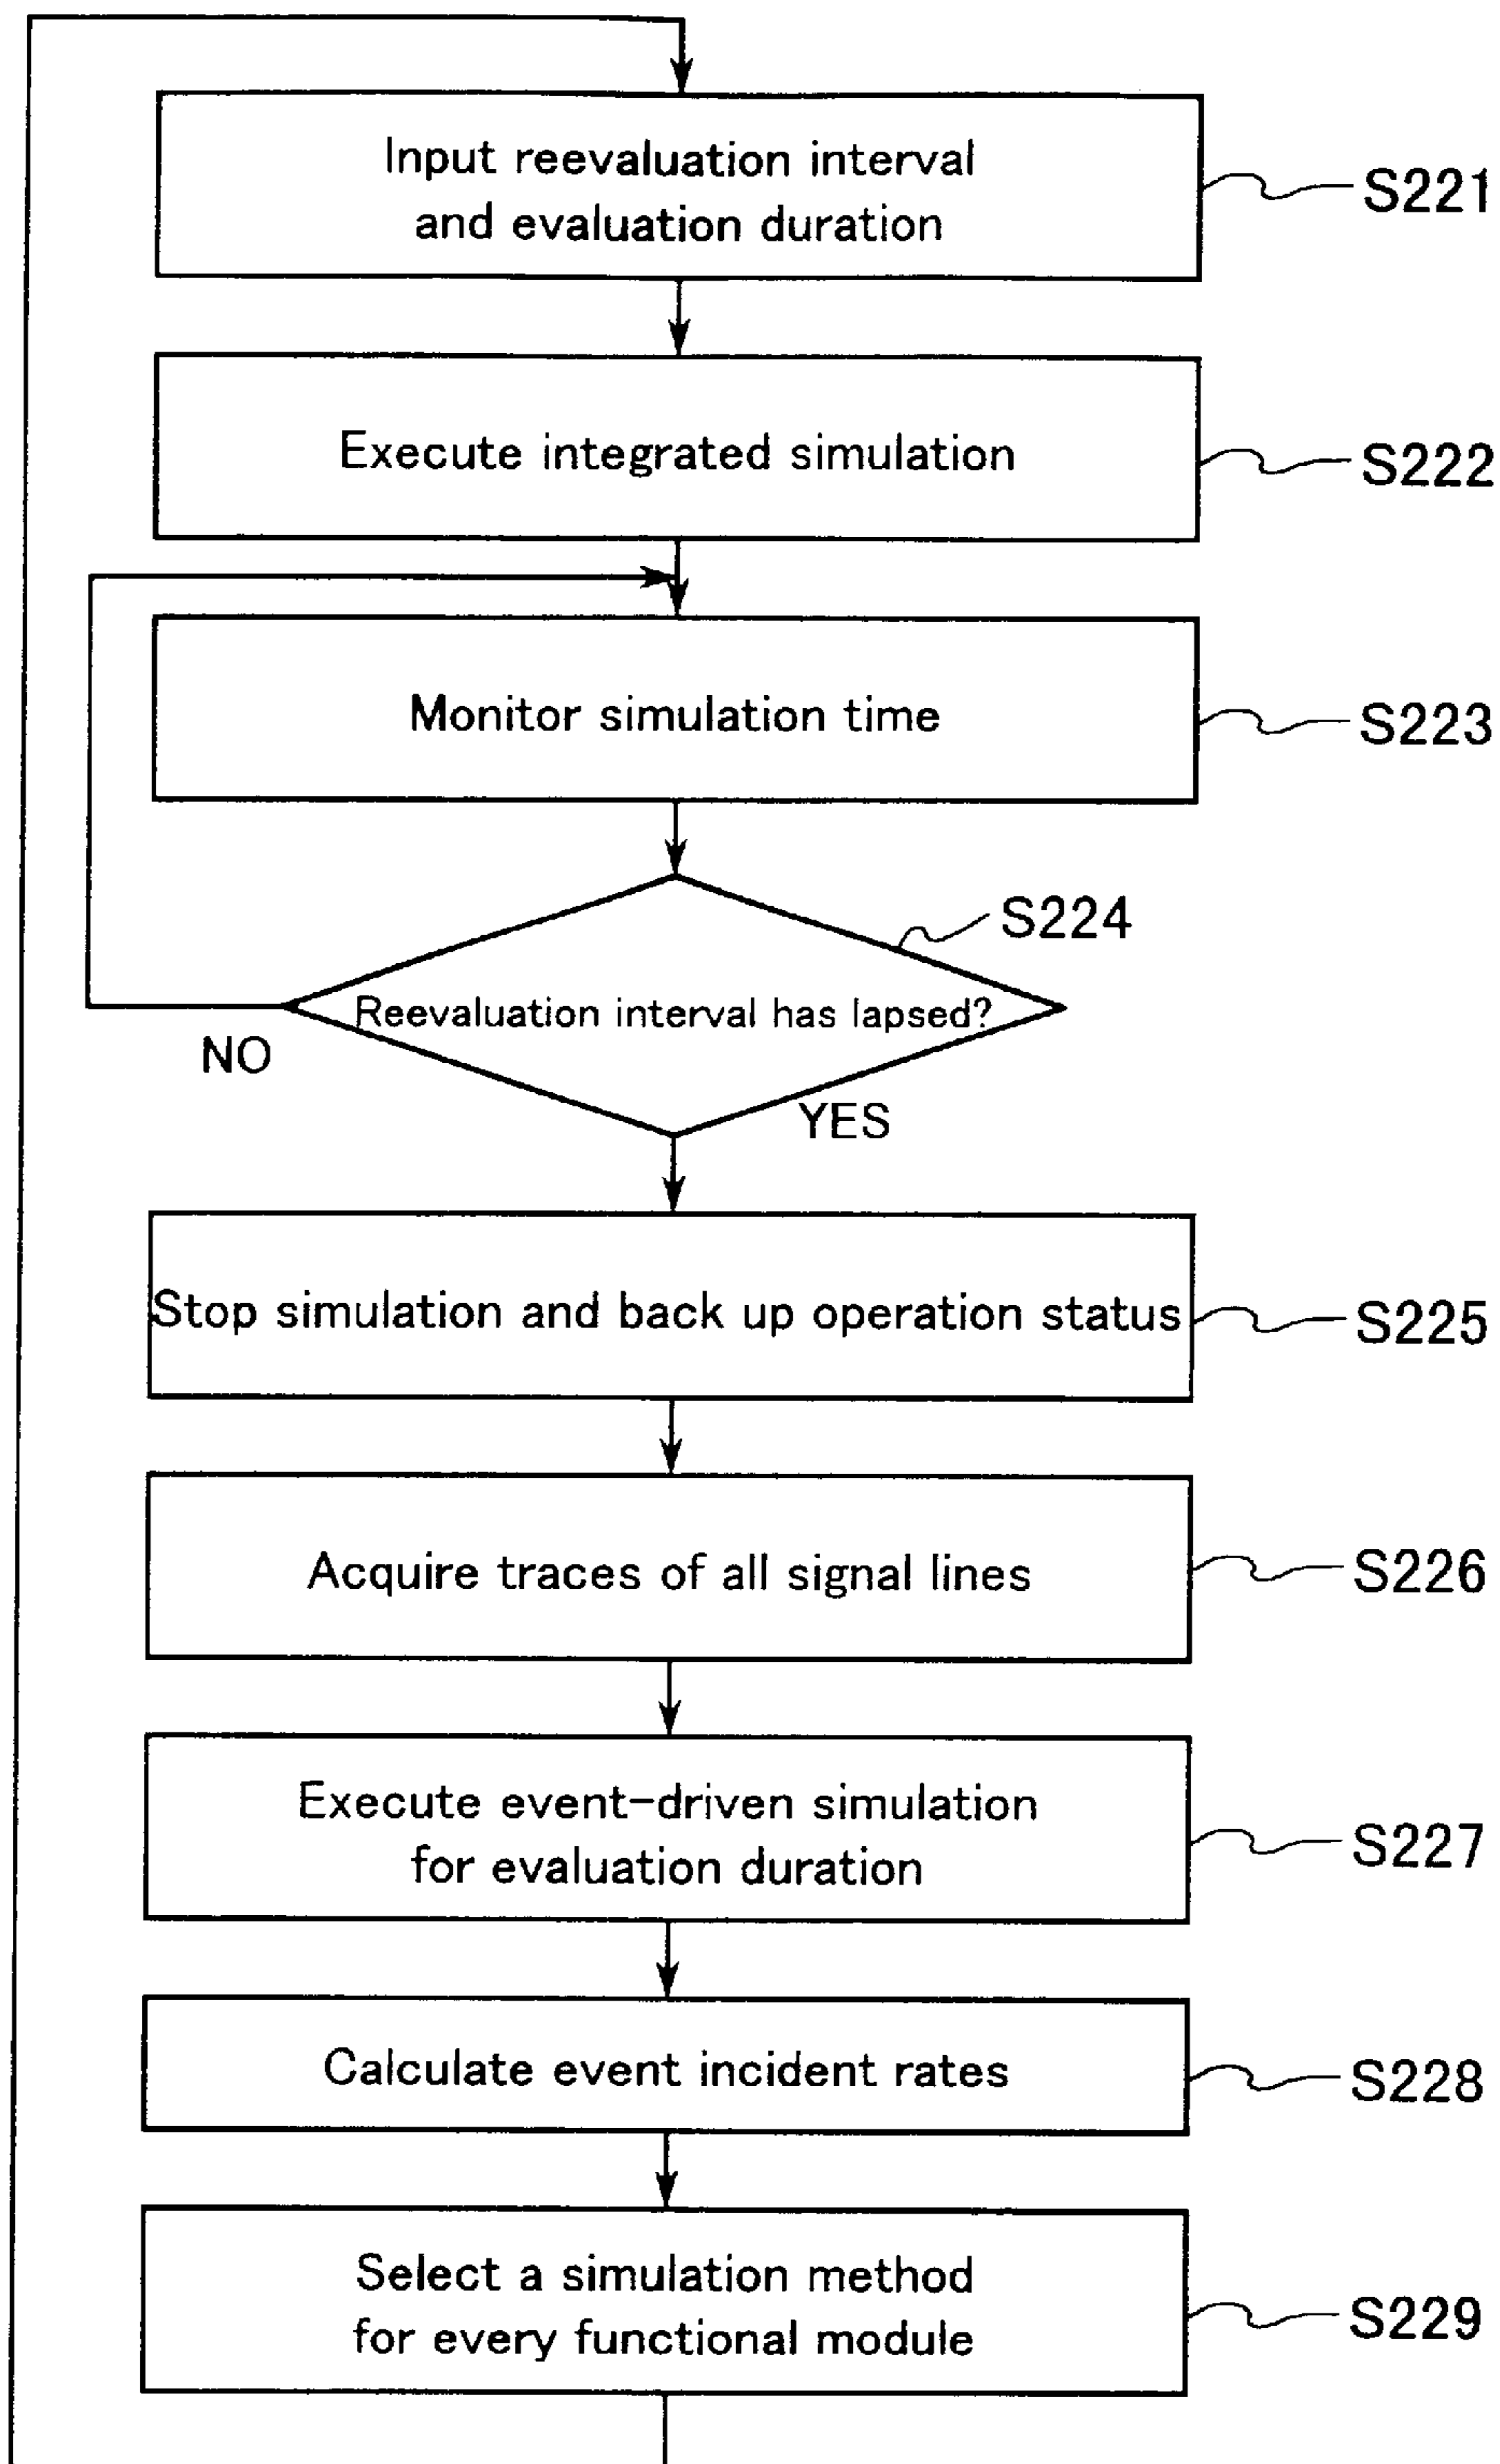 Input reevaluation interval
and evaluation duration
S221
Execute integrated simulation
S222
Monitor simulation time
S223
S224
Reevaluation interval has lapsed?
NO
YES
Stop simulation and back up operation status
S225
Acquire traces of all signal lines
S226
Execute event-driven simulation
for evaluation duration
S227
Calculate event incident rates
S228
Select a simulation method
for every functional module
S229